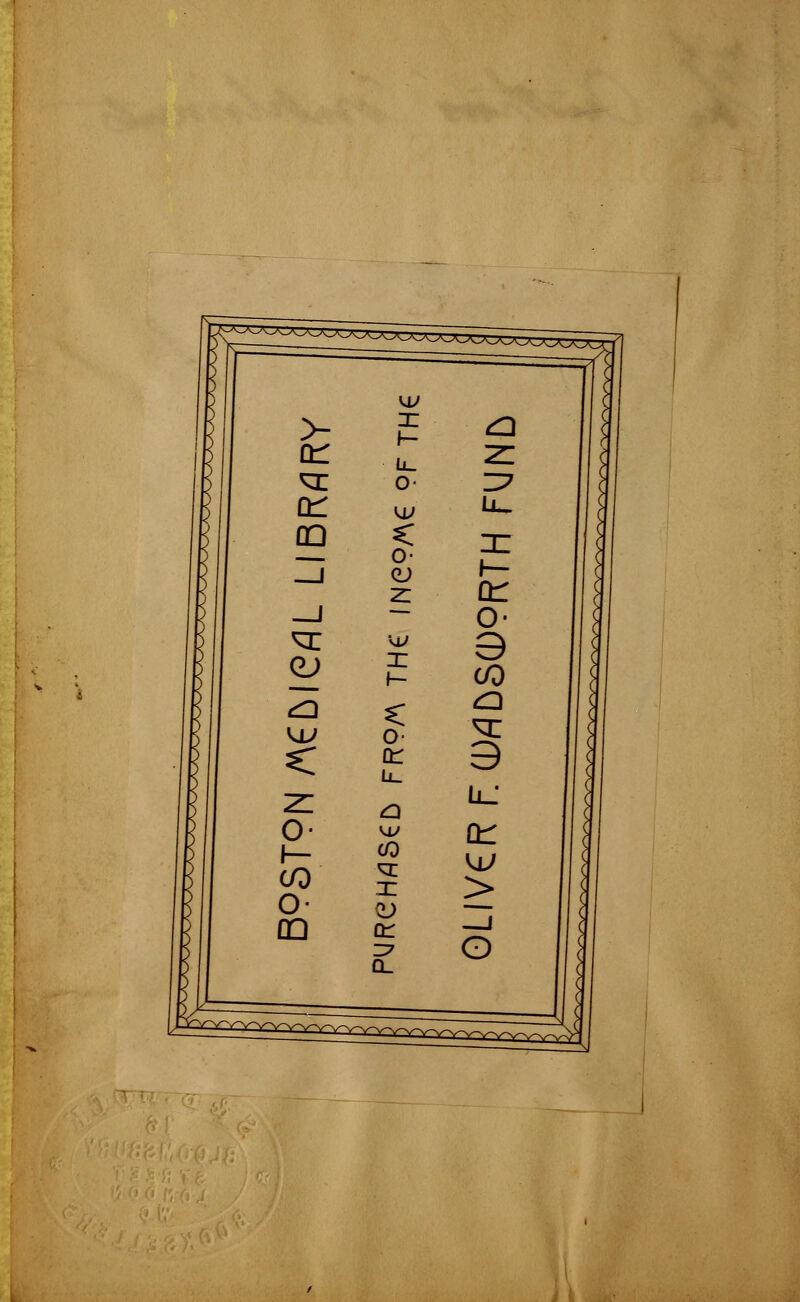 BOSTON MEDICAL LIBRARY
PURCHASED FROM THE INCOME OF THE
OLIVER F. WADSWORTH FUND